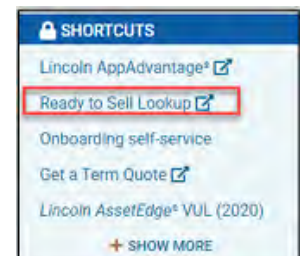 SHORTCUTS
Lincoln AppAdvantage®
Ready to Sell Lookup
Onboarding self-service
Get a Term Quote
Lincoln AssetEdge® VUL (2020)
+ SHOW MORE